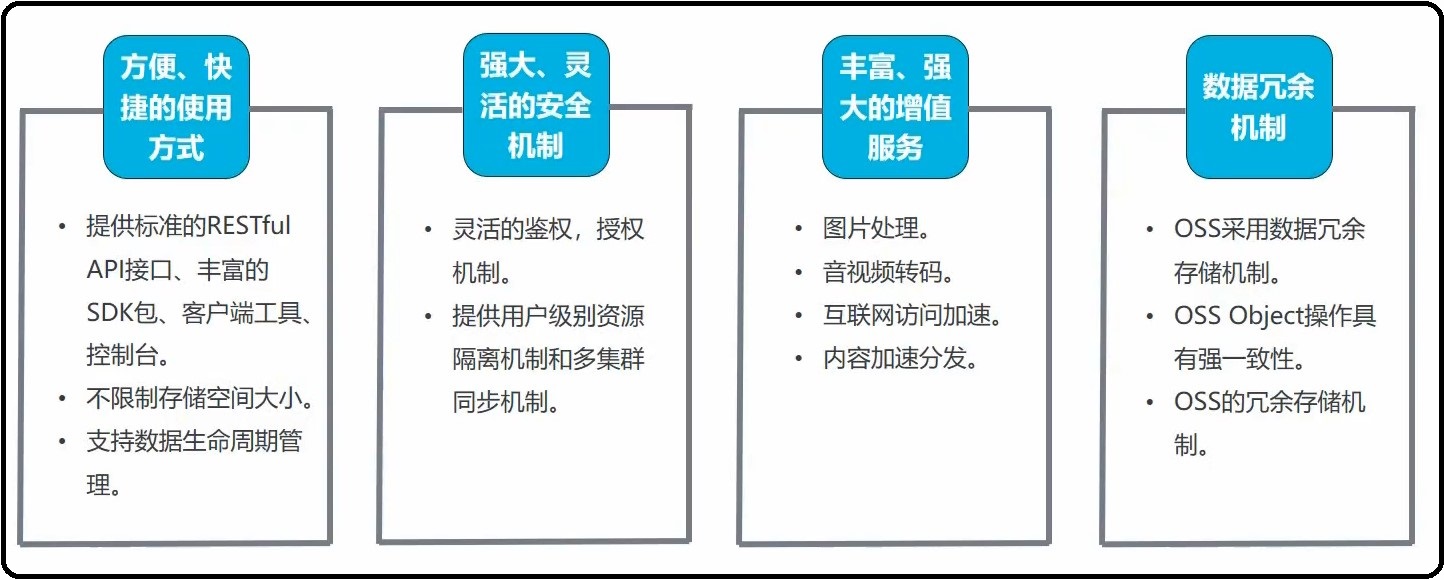 方便、快
捷的使用
方式
提供标准的RESTful
API接口、丰富的
SDK包、客户端工具、
控制台。
不限制存储空间大小。
支持数据生命周期管
理。
强大、灵
活的安全
机制
灵活的鉴权，授权
机制。
提供用户级别资源
隔离机制和多集群
同步机制。
丰富、强
大的增值
服务
图片处理。
音视频转码。
互联网访问加速。
内容加速分发。
数据冗余
机制
OSS采用数据冗余
存储机制。
OSS Object操作具
有强一致性。
OSS的冗余存储机
制。